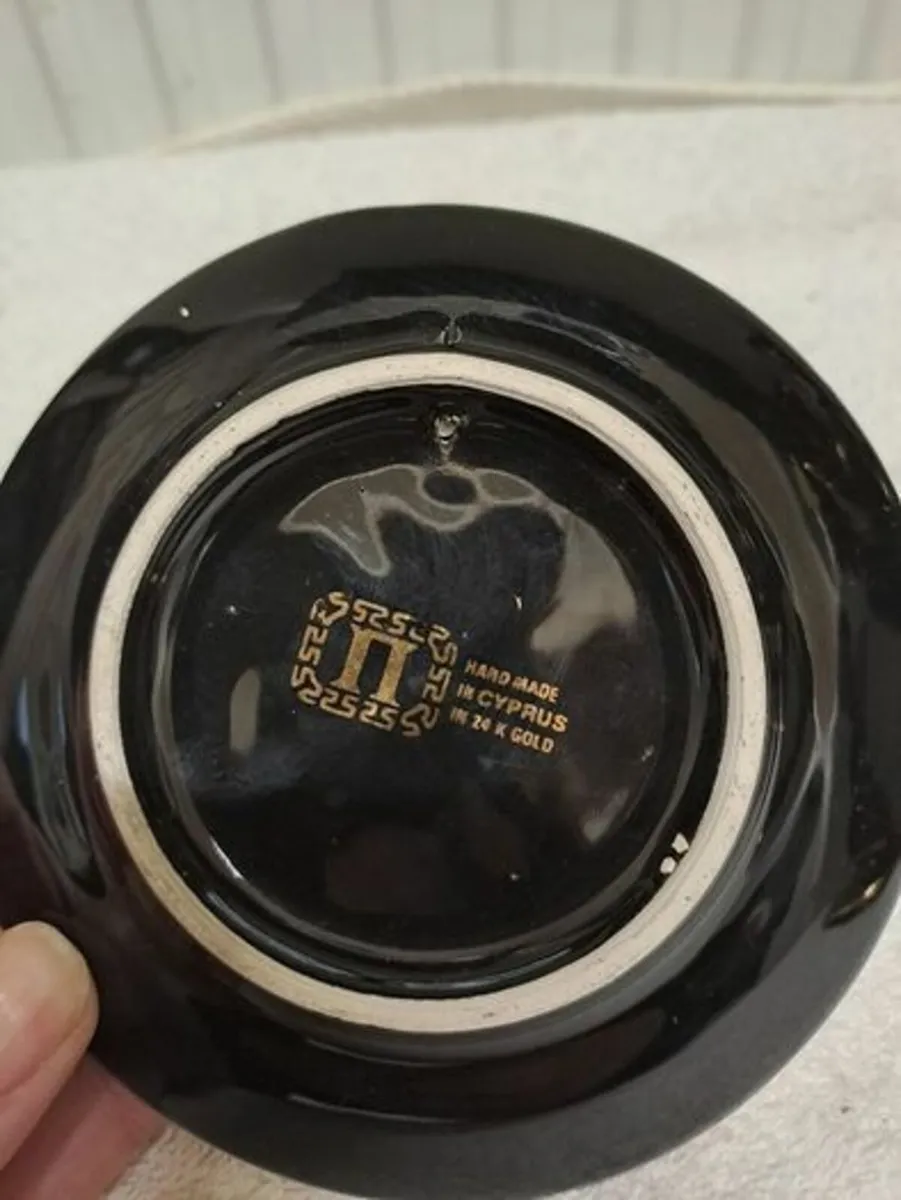 Π
HAND MADE
IN CYPRUS
IN 24 K GOLD